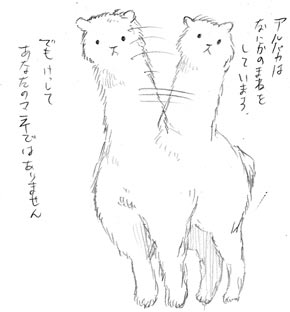 アルパカは
なにかのまねを
しています。
でもけっして
あなたのマネではありません